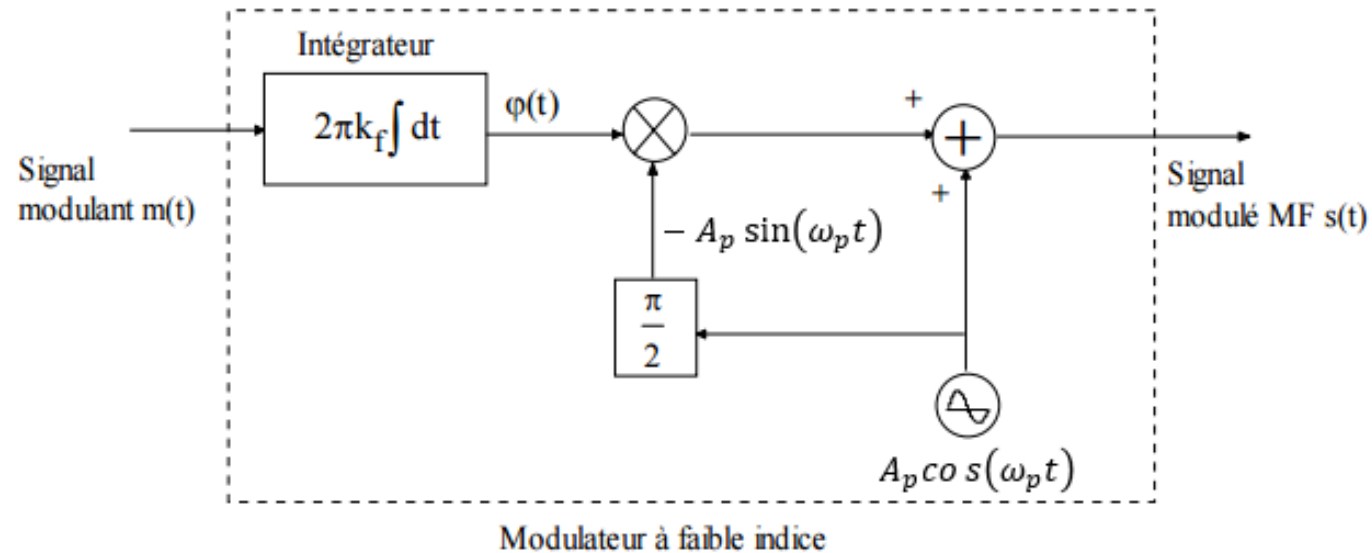 Intégrateur
2πk_f∫ dt
φ(t)
+
+
+
Signal
modulant m(t)
Signal
modulé MF s(t)
− A_p sin(ω_p t)
π
2
A_p co s(ω_p t)
Modulateur à faible indice